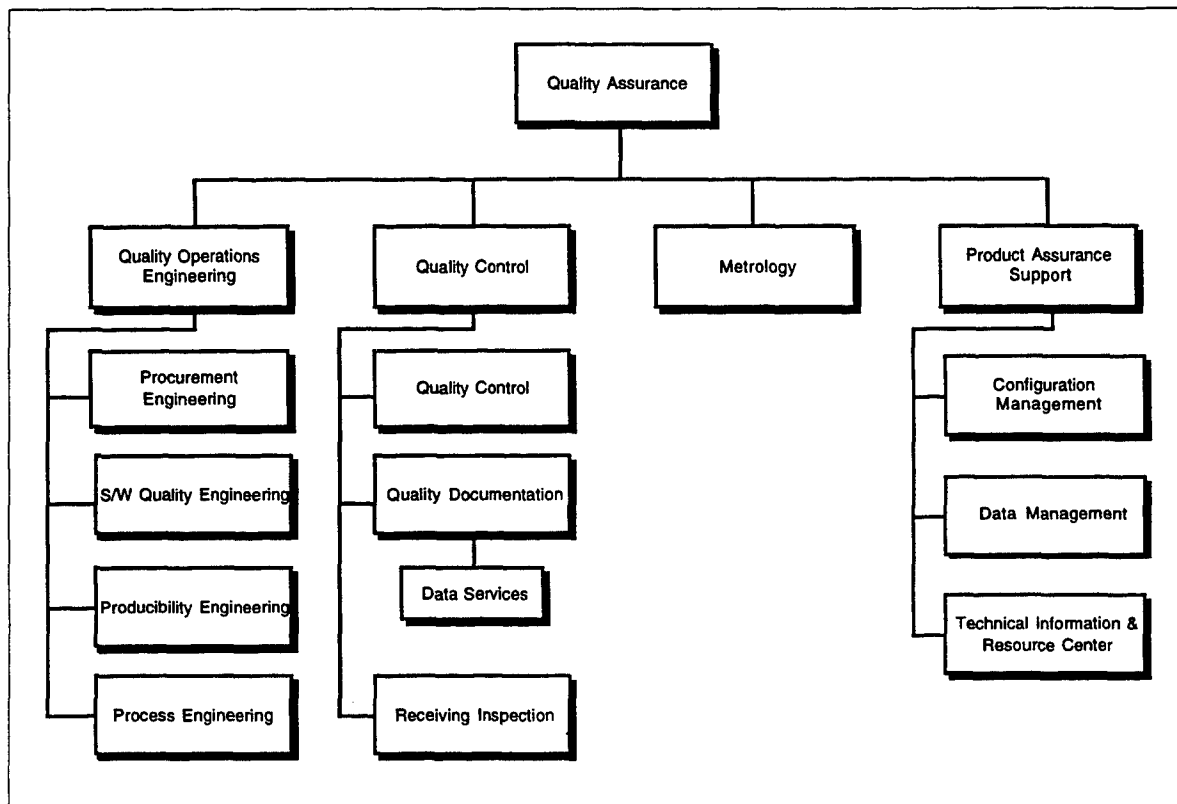 Quality Assurance
Quality Operations
Engineering
Quality Control
Metrology
Product Assurance
Support
Procurement
Engineering
Quality Control
Configuration
Management
S/W Quality Engineering
Quality Documentation
Data Management
Data Services
Producibility Engineering
Technical Information &
Resource Center
Process Engineering
Receiving Inspection